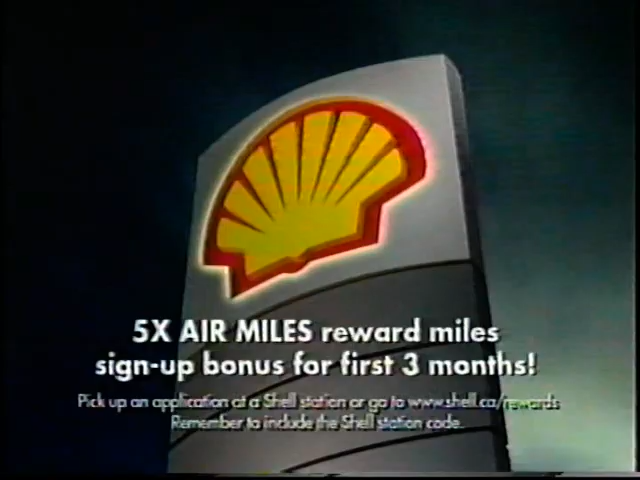 5X AIR MILES reward miles
sign-up bonus for first 3 months!
Pick up an application at a Shell station or go to www.shell.ca/rewards
Remember to include the Shell station code.